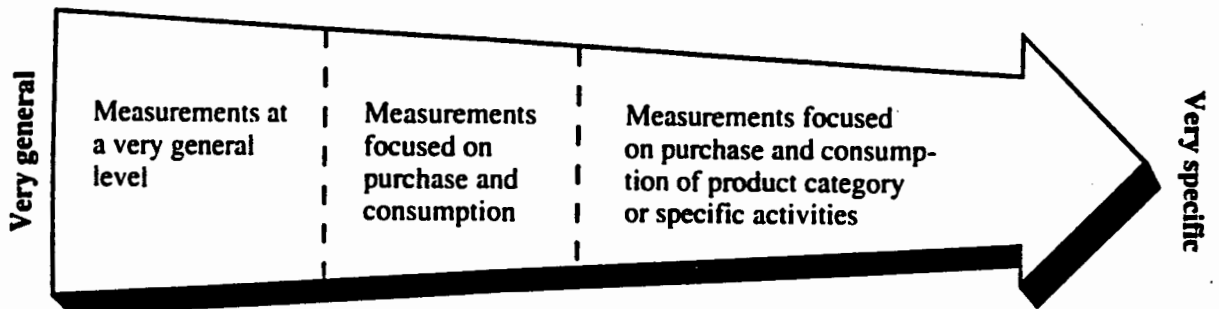 Very general
Measurements at
a very general
level
Measurements
focused on
purchase and
consumption
Measurements focused
on purchase and consump-
tion of product category
or specific activities
Very specific